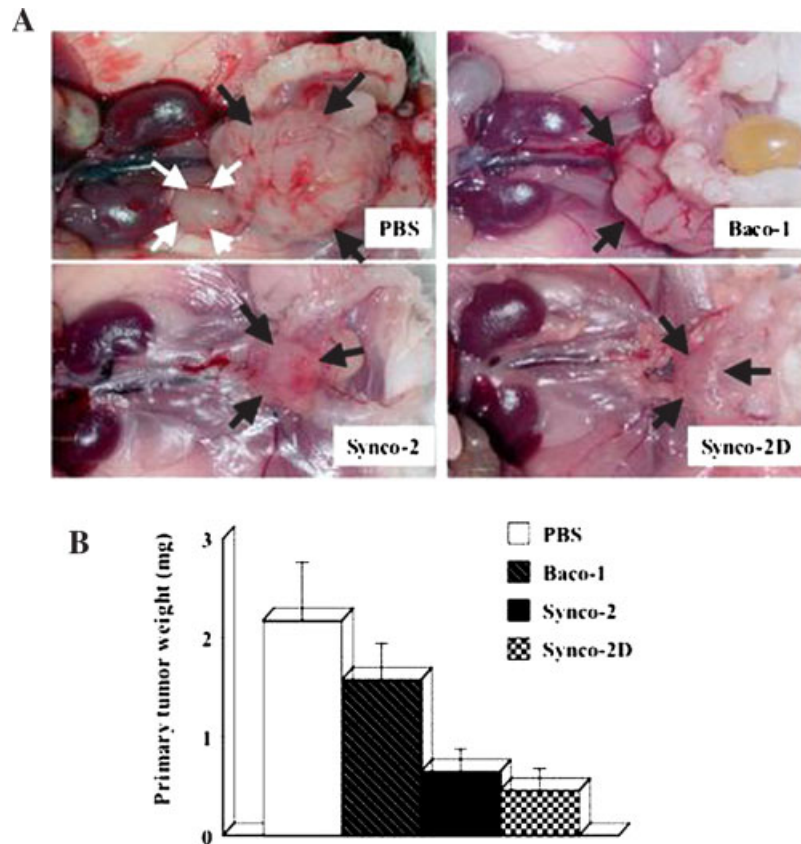 A
PBS
Baco-1
Synco-2
Synco-2D
B
Primary tumor weight (mg)
3
2
1
0
PBS
Baco-1
Synco-2
Synco-2D